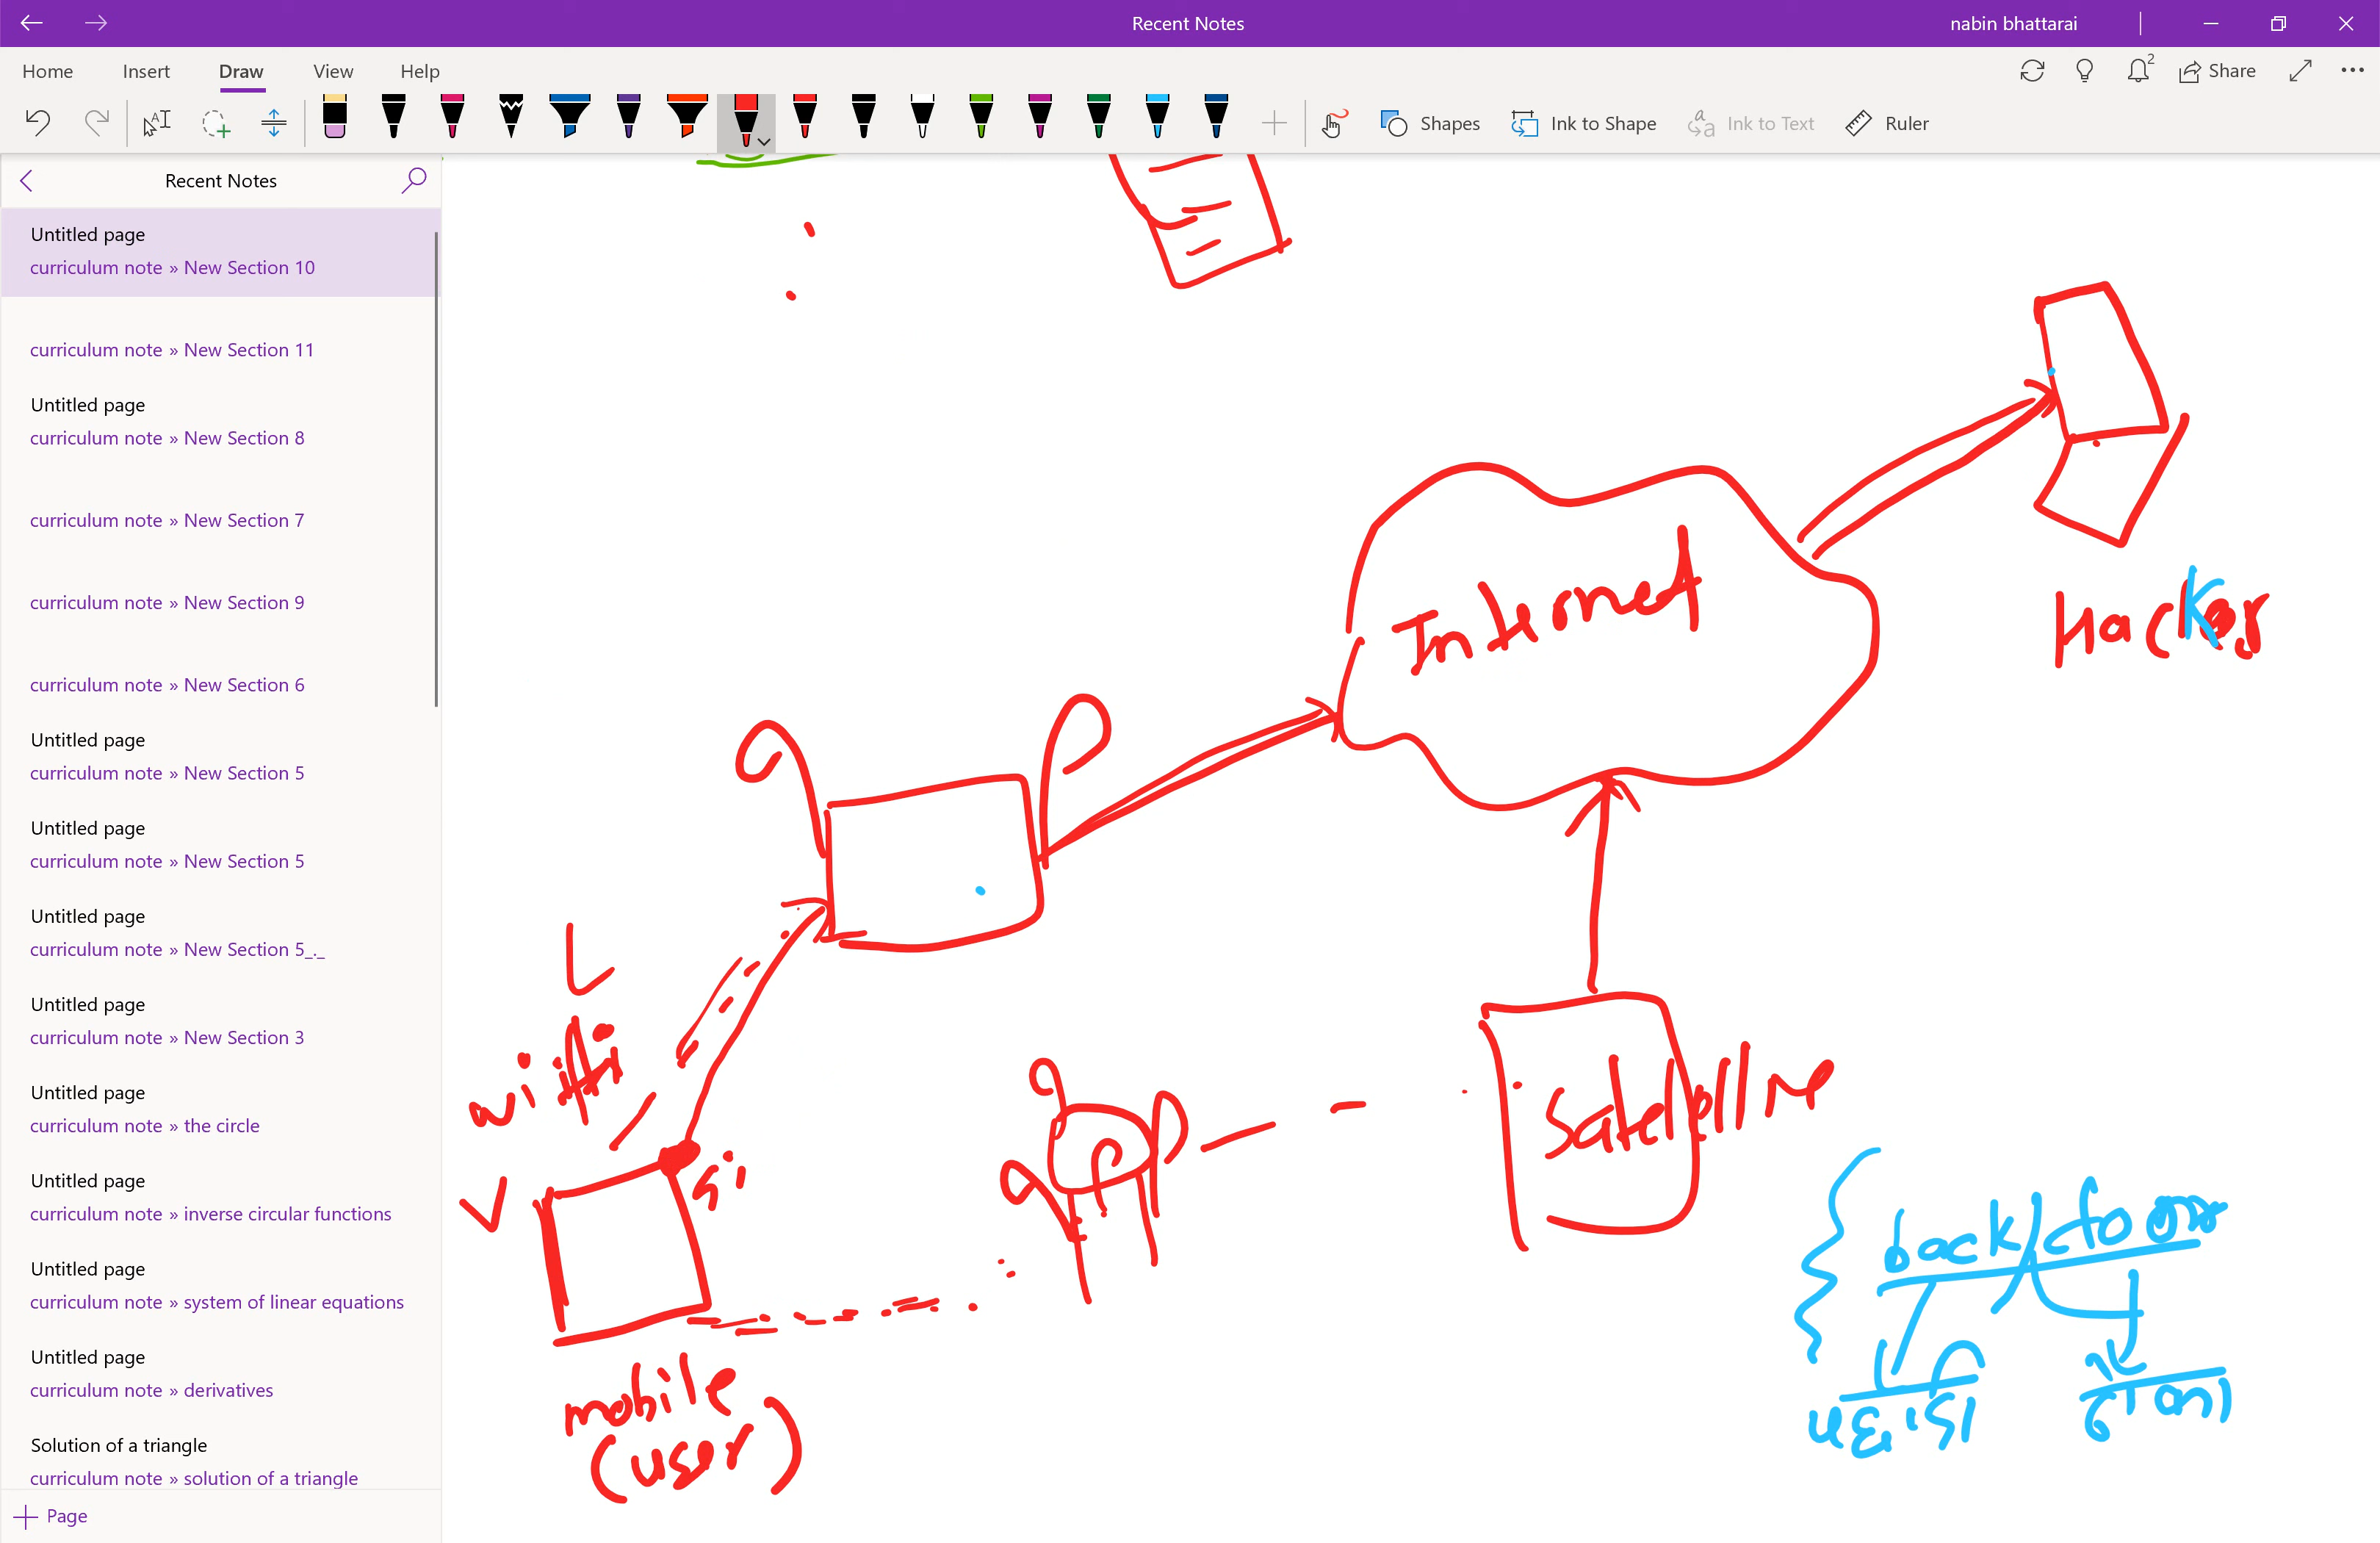 Recent Notes
nabin bhattarai
Home Insert Draw View Help
2 Share
Shapes Ink to Shape Ink to Text Ruler
Recent Notes
Untitled page
curriculum note » New Section 10
curriculum note » New Section 11
Untitled page
curriculum note » New Section 8
curriculum note » New Section 7
curriculum note » New Section 9
curriculum note » New Section 6
Untitled page
curriculum note » New Section 5
Untitled page
curriculum note » New Section 5
Untitled page
curriculum note » New Section 5_._
Untitled page
curriculum note » New Section 3
Untitled page
curriculum note » the circle
Untitled page
curriculum note » inverse circular functions
Untitled page
curriculum note » system of linear equations
Untitled page
curriculum note » derivatives
Solution of a triangle
curriculum note » solution of a triangle
Page
Internet
Hacker
mobile
(user)